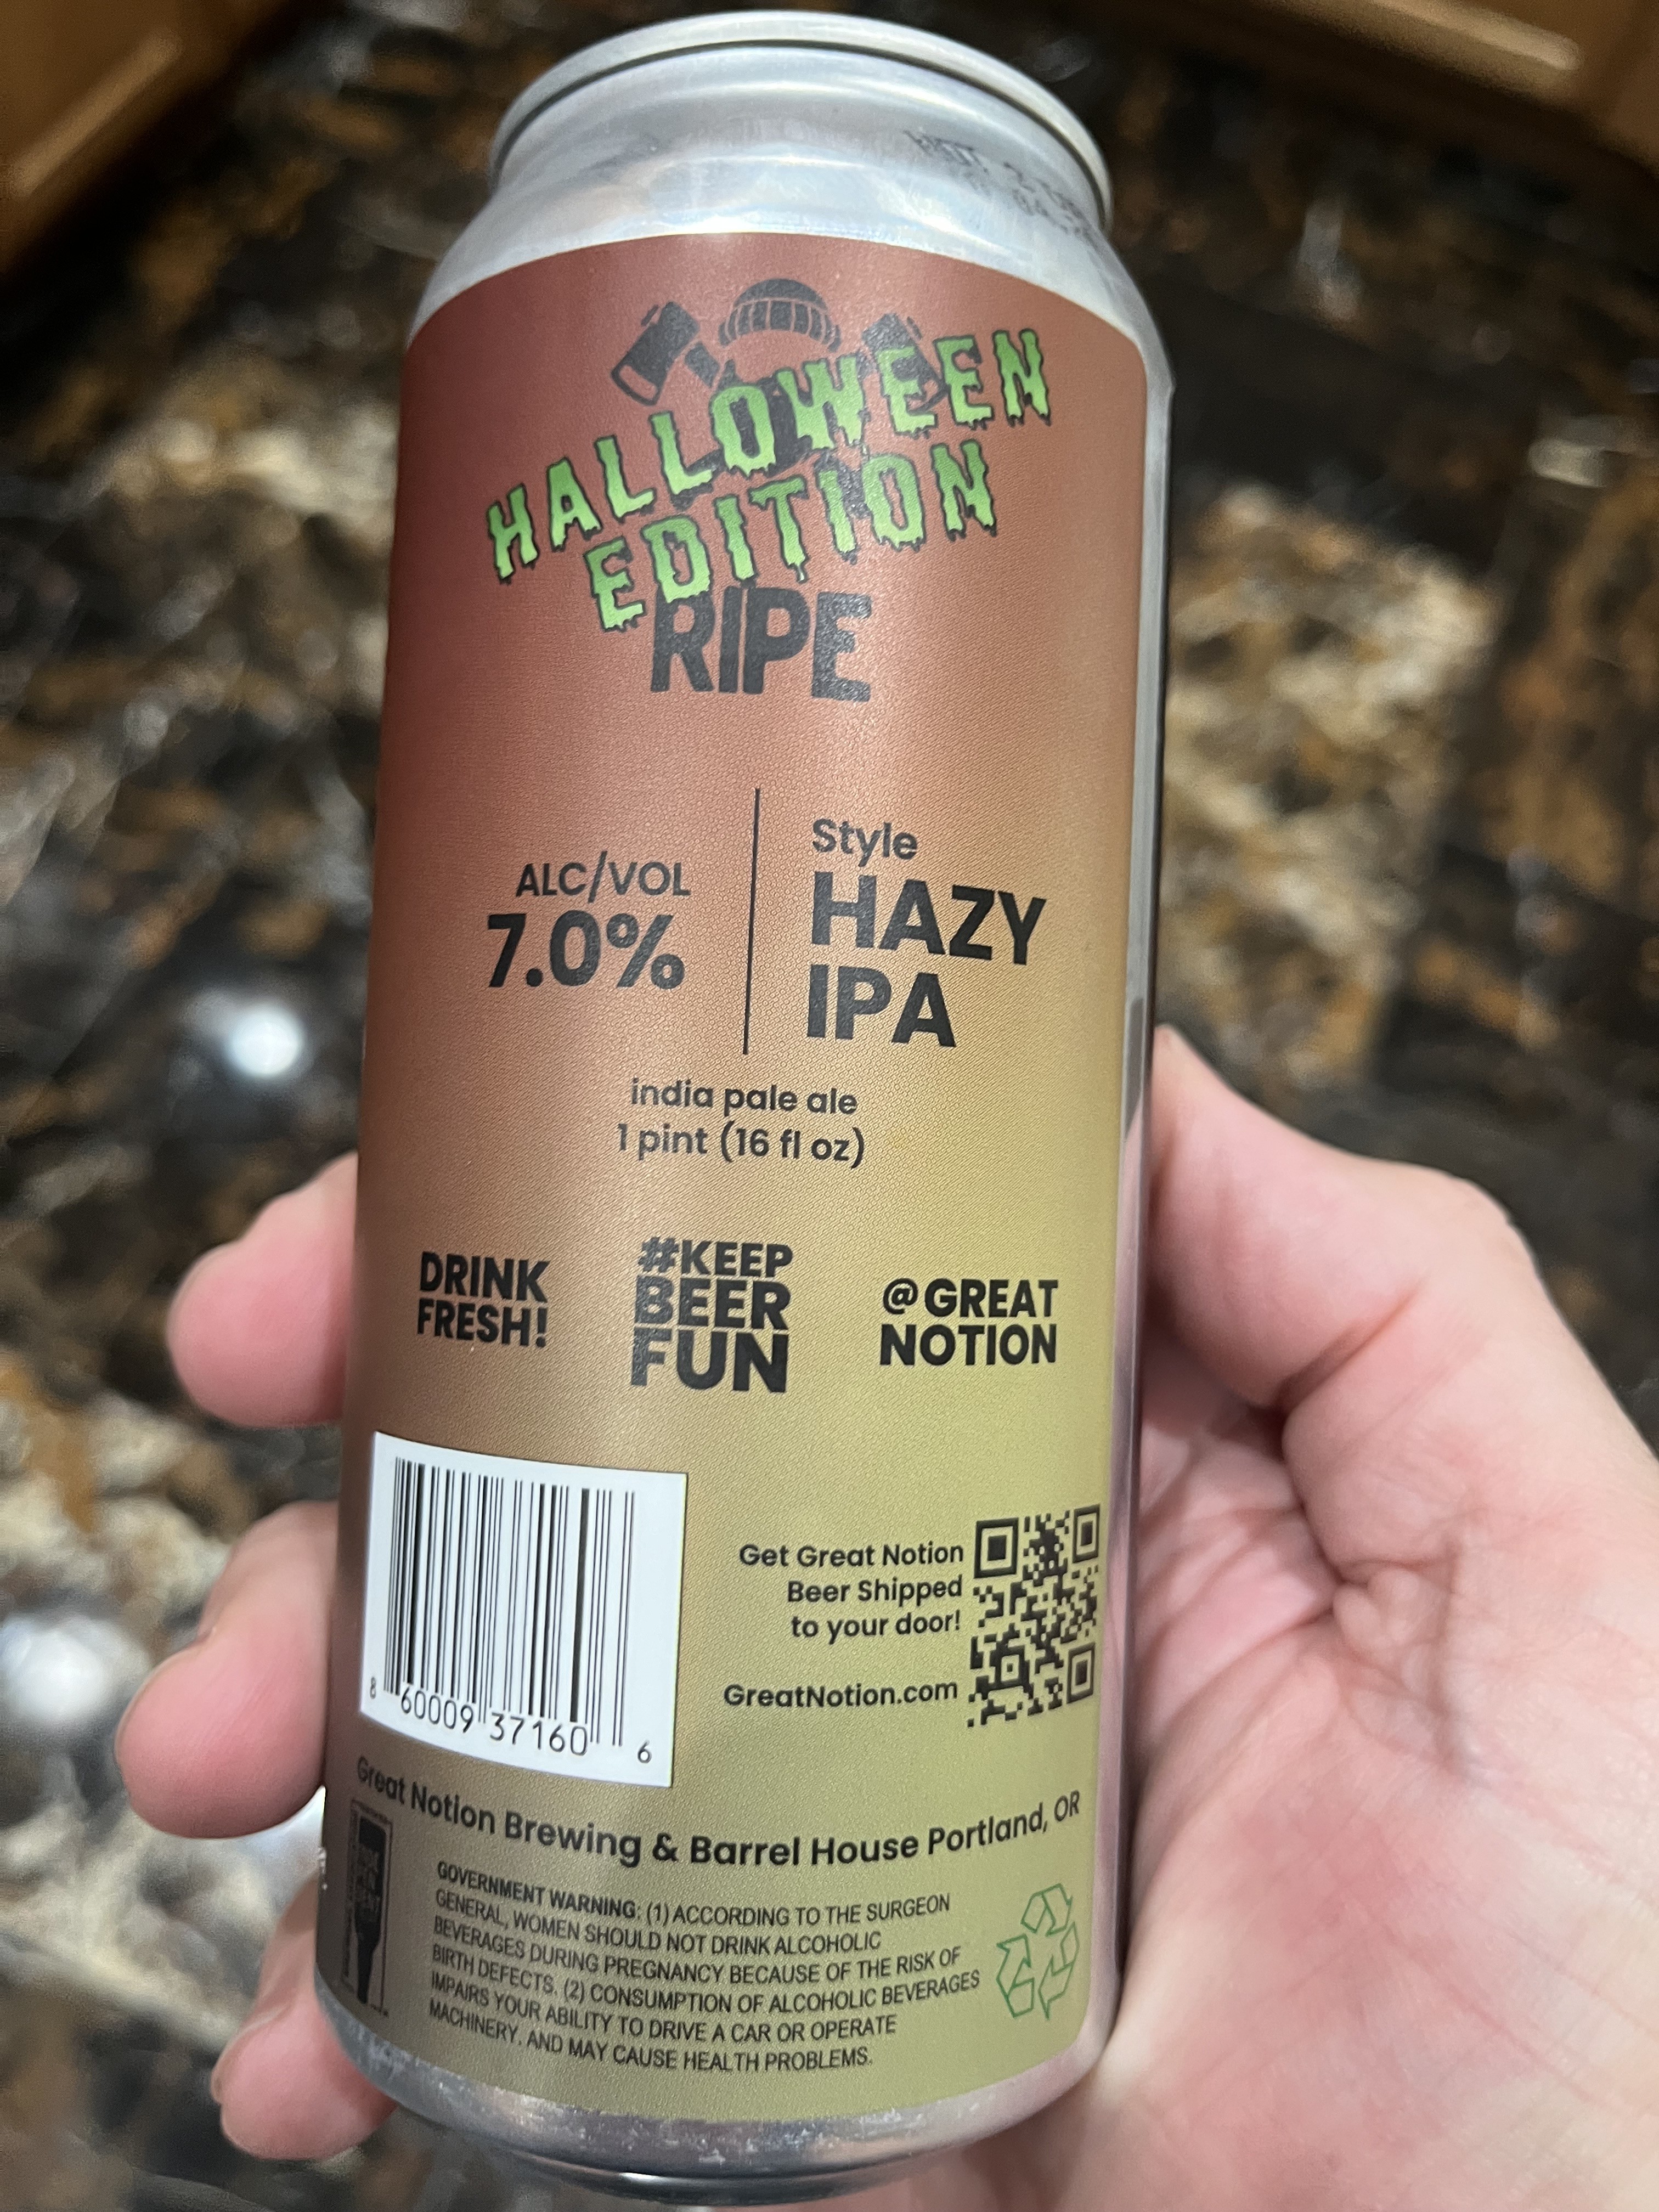 HALLOWEEN
EDITION
RIPE
ALC/VOL
7.0%
Style
HAZY
IPA
india pale ale
1 pint (16 fl oz)
DRINK
FRESH!
#KEEP
BEER
FUN
@GREAT
NOTION
8 60009 37160 6
Get Great Notion
Beer Shipped
to your door!
GreatNotion.com
Great Notion Brewing & Barrel House Portland, OR
GOVERNMENT WARNING: (1) ACCORDING TO THE SURGEON
GENERAL, WOMEN SHOULD NOT DRINK ALCOHOLIC
BEVERAGES DURING PREGNANCY BECAUSE OF THE RISK OF
BIRTH DEFECTS. (2) CONSUMPTION OF ALCOHOLIC BEVERAGES
IMPAIRS YOUR ABILITY TO DRIVE A CAR OR OPERATE
MACHINERY, AND MAY CAUSE HEALTH PROBLEMS.